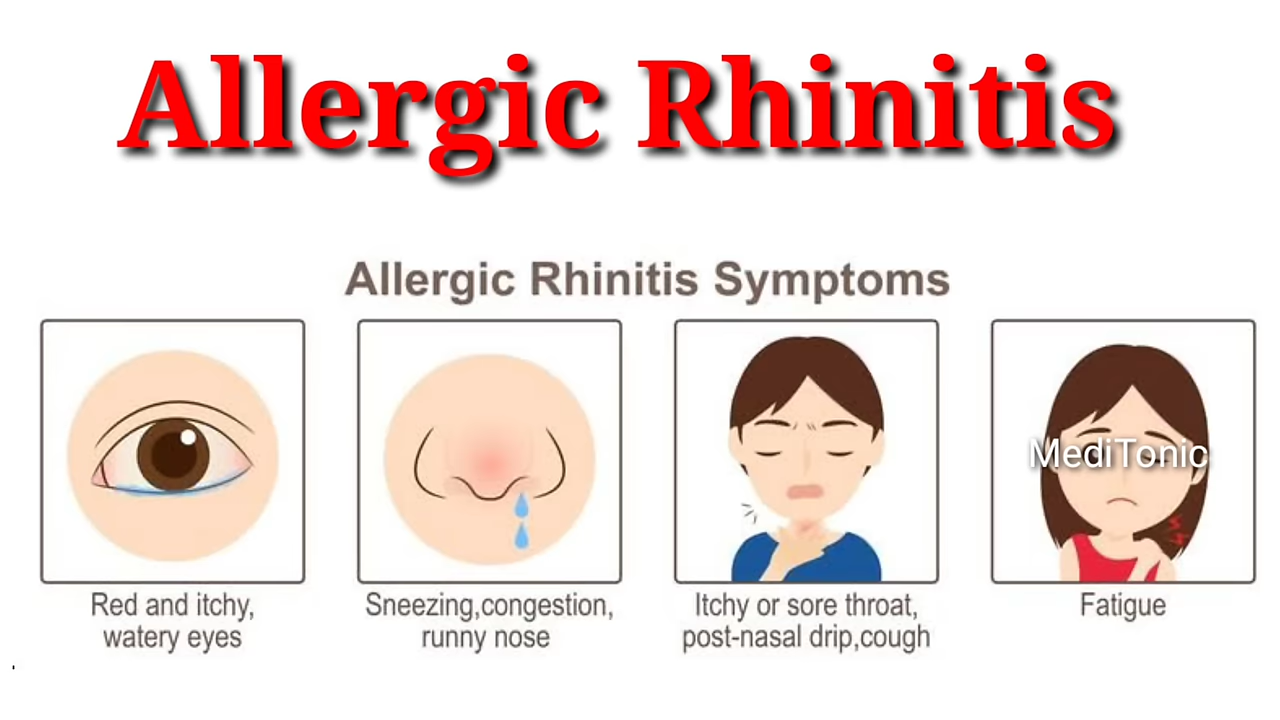 Allergic Rhinitis
Allergic Rhinitis Symptoms
MediTonic
Red and itchy,
watery eyes
Sneezing,congestion,
runny nose
Itchy or sore throat,
post-nasal drip,cough
Fatigue